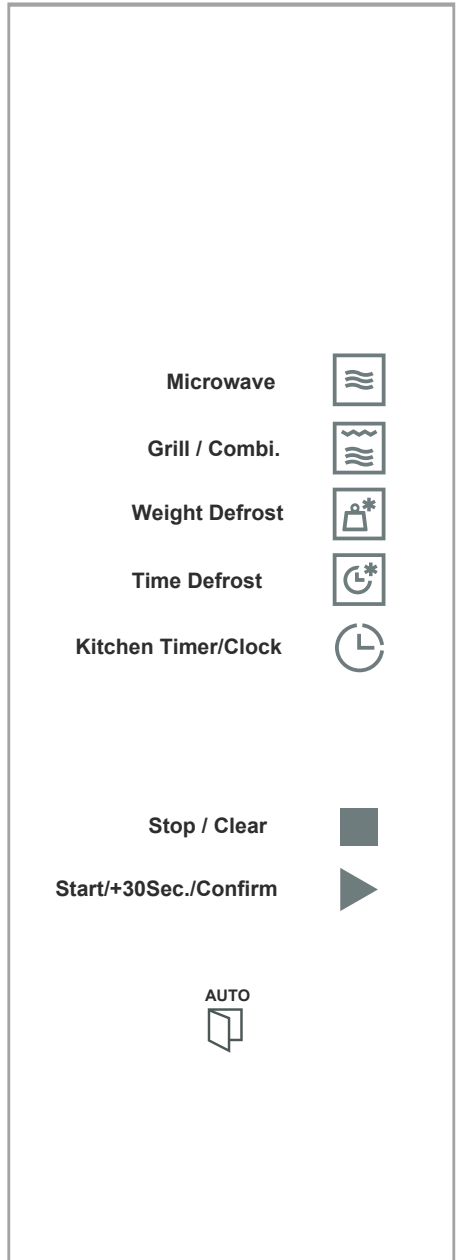 Microwave
Grill / Combi.
Weight Defrost
Time Defrost
Kitchen Timer/Clock
Stop / Clear
Start/+30Sec./Confirm
AUTO